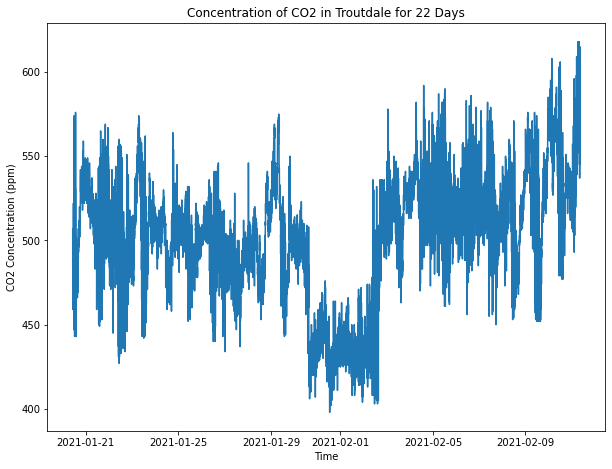 Concentration of CO2 in Troutdale for 22 Days
CO2 Concentration (ppm)
600
550
500
450
400
2021-01-21 2021-01-25 2021-01-29 2021-02-01 2021-02-05 2021-02-09
Time